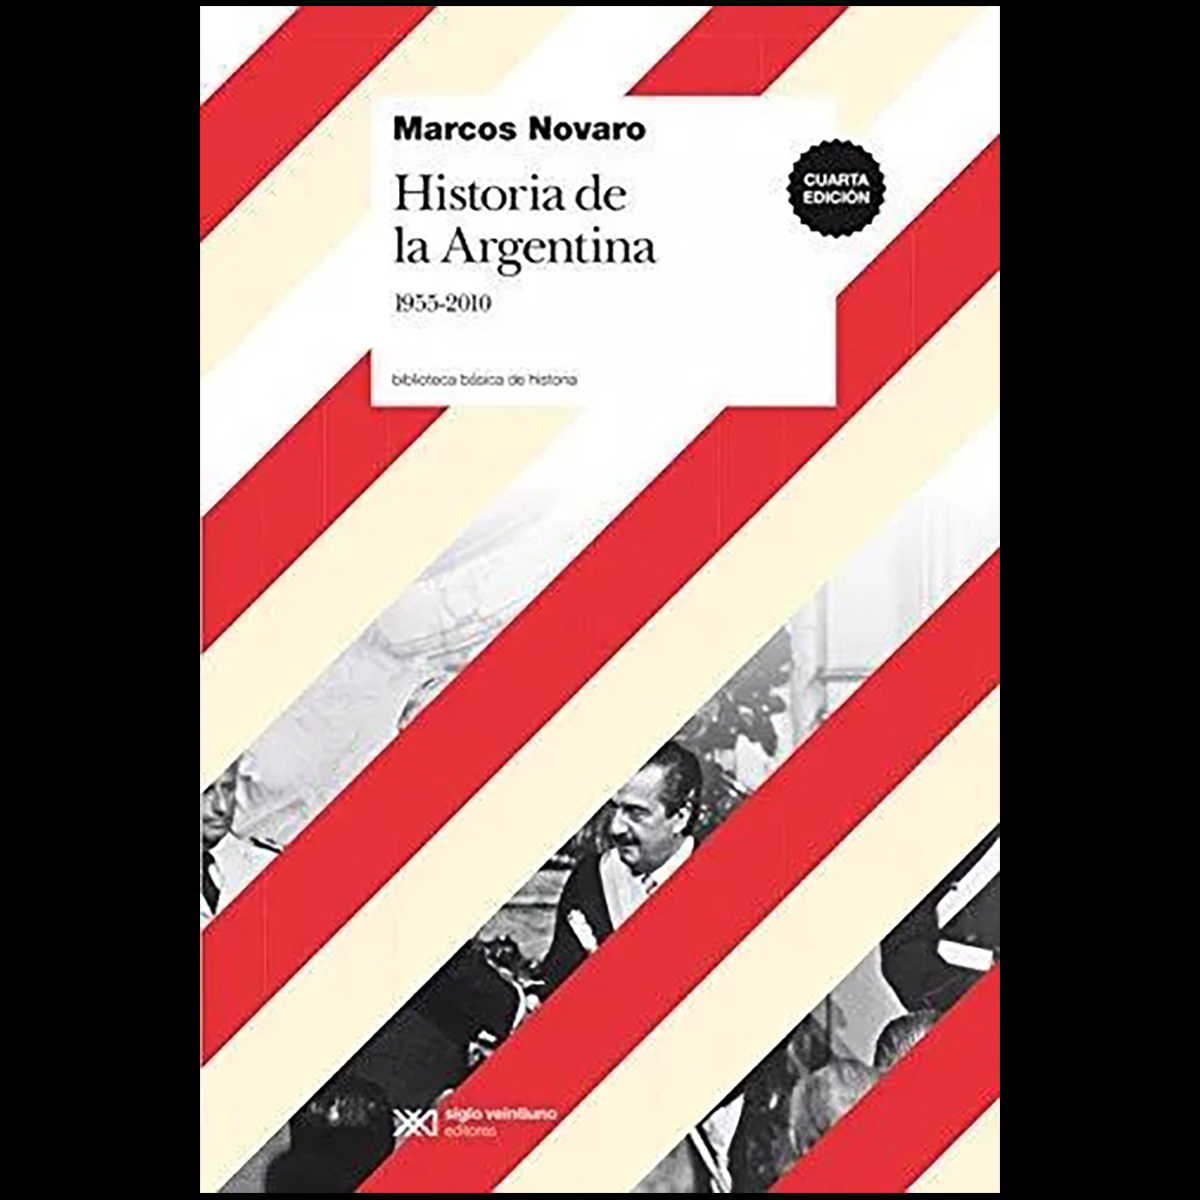 Marcos Novaro
Historia de
la Argentina
1955-2010
biblioteca básica de historia
CUARTA
EDICIÓN
siglo veintiuno
editores